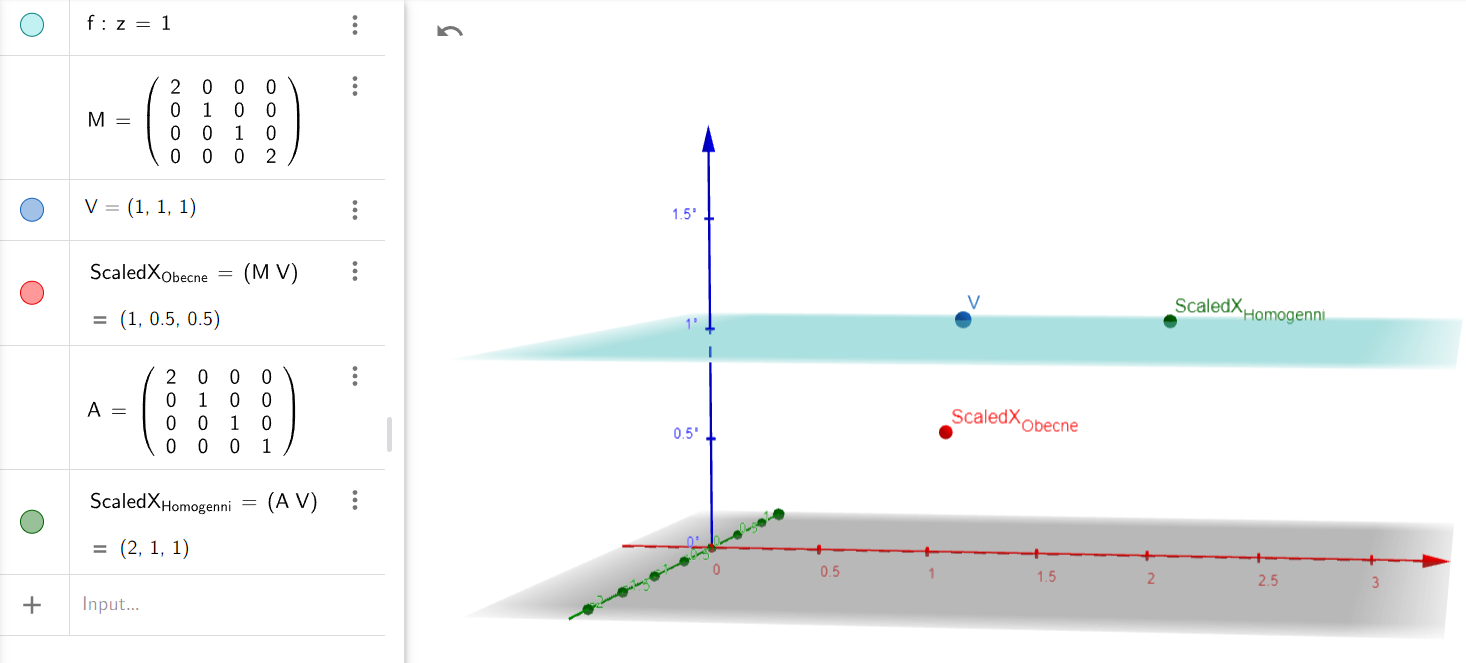 f : z = 1
M =
2 0 0 0
0 1 0 0
0 0 1 0
0 0 0 2
V = (1, 1, 1)
ScaledX_Obecne = (M V)
= (1, 0.5, 0.5)
A =
2 0 0 0
0 1 0 0
0 0 1 0
0 0 0 1
ScaledX_Homogenni = (A V)
= (2, 1, 1)
+ Input...
1.5°
1°
0.5°
0°
V
ScaledX_Homogenni
ScaledX_Obecne
0 0.5 1 1.5 2 2.5 3